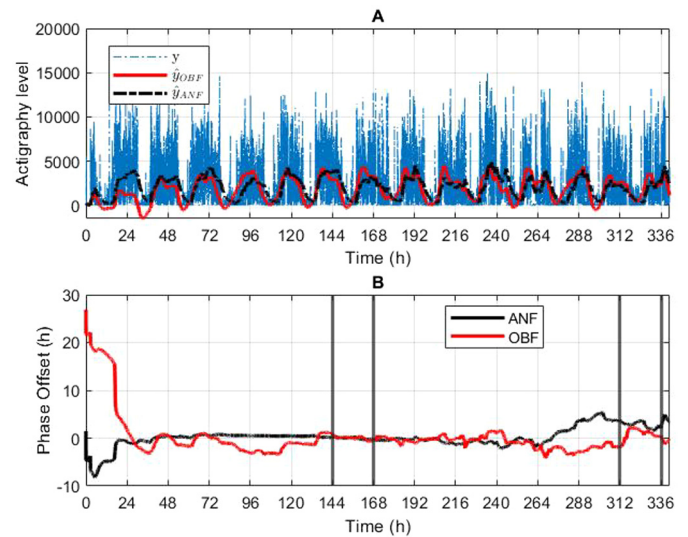 A
20000
15000
10000
5000
0
Actigraphy level
y
ŷOBF
ŷANF
0 24 48 72 96 120 144 168 192 216 240 264 288 312 336
Time (h)
B
30
20
10
0
-10
Phase Offset (h)
ANF
OBF
0 24 48 72 96 120 144 168 192 216 240 264 288 312 336
Time (h)